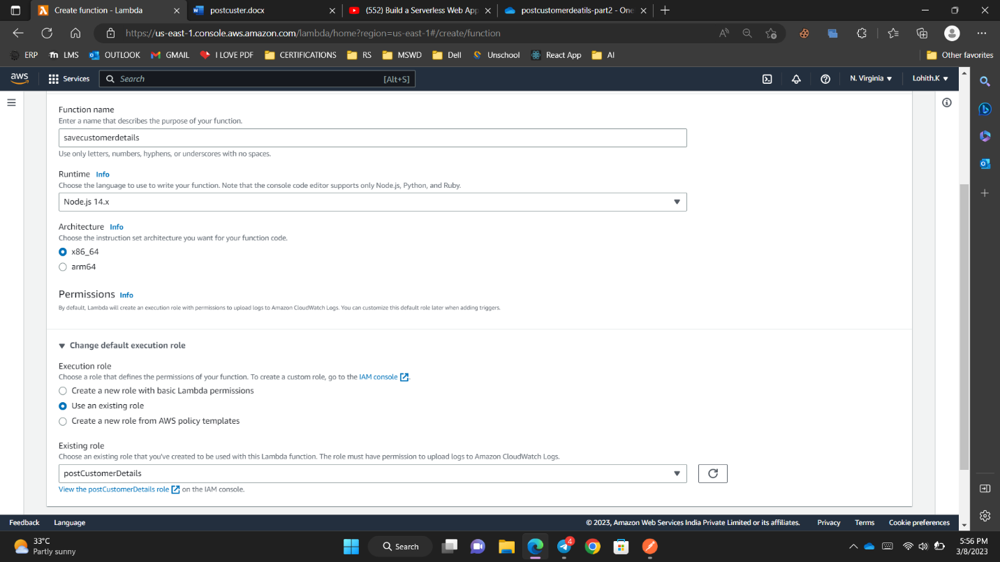 Create function - Lambda
postcuster.docx
(552) Build a Serverless Web App
postcustomerdeatils-part2 - One
https://us-east-1.console.aws.amazon.com/lambda/home?region=us-east-1#/create/function
ERP
LMS
OUTLOOK
GMAIL
I LOVE PDF
CERTIFICATIONS
RS
MSWD
Dell
Unschool
React App
AI
Other favorites
aws
Services
Search
[Alt+S]
N. Virginia
Lohith.K
Function name
Enter a name that describes the purpose of your function.
savecustomerdetails
Use only letters, numbers, hyphens, or underscores with no spaces.
Runtime Info
Choose the language to use to write your function. Note that the console code editor supports only Node.js, Python, and Ruby.
Node.js 14.x
Architecture Info
Choose the instruction set architecture you want for your function code.
x86_64
arm64
Permissions Info
By default, Lambda will create an execution role with permissions to upload logs to Amazon CloudWatch Logs. You can customize this default role later when adding triggers.
Change default execution role
Execution role
Choose a role that defines the permissions of your function. To create a custom role, go to the IAM console.
Create a new role with basic Lambda permissions
Use an existing role
Create a new role from AWS policy templates
Existing role
Choose an existing role that you've created to be used with this Lambda function. The role must have permission to upload logs to Amazon CloudWatch Logs.
postCustomerDetails
View the postCustomerDetails role on the IAM console.
Feedback
Language
© 2023, Amazon Web Services India Private Limited or its affiliates.
Privacy
Terms
Cookie preferences
33°C
Partly sunny
Search
4
5:56 PM
3/8/2023